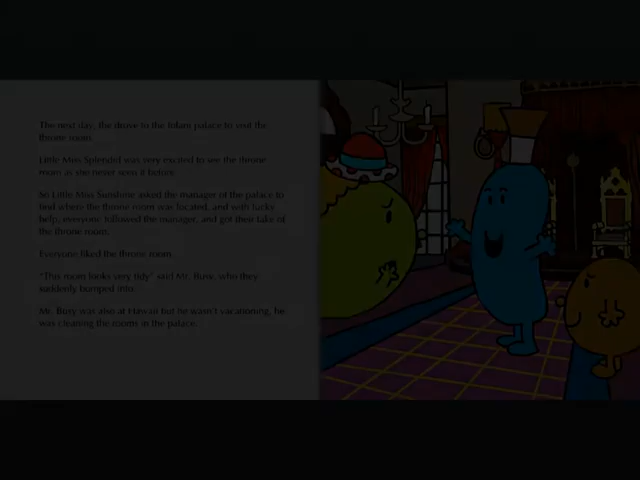 The next day, the drove to the Iolani palace to visit the
throne room.
Little Miss Splendid was very excited to see the throne
room as she never seen it before.
So Little Miss Sunshine asked the manager of the palace to
find where the throne room was located, and with lucks
help, everyone followed the manager, and got their take of
the throne room.
Everyone liked the throne room.
"This room looks very tidy" said Mr. Busy, who they
suddenly bumped into.
Mr. Busy was also at Hawaii but he wasn't vacationing, he
was cleaning the rooms in the palace.